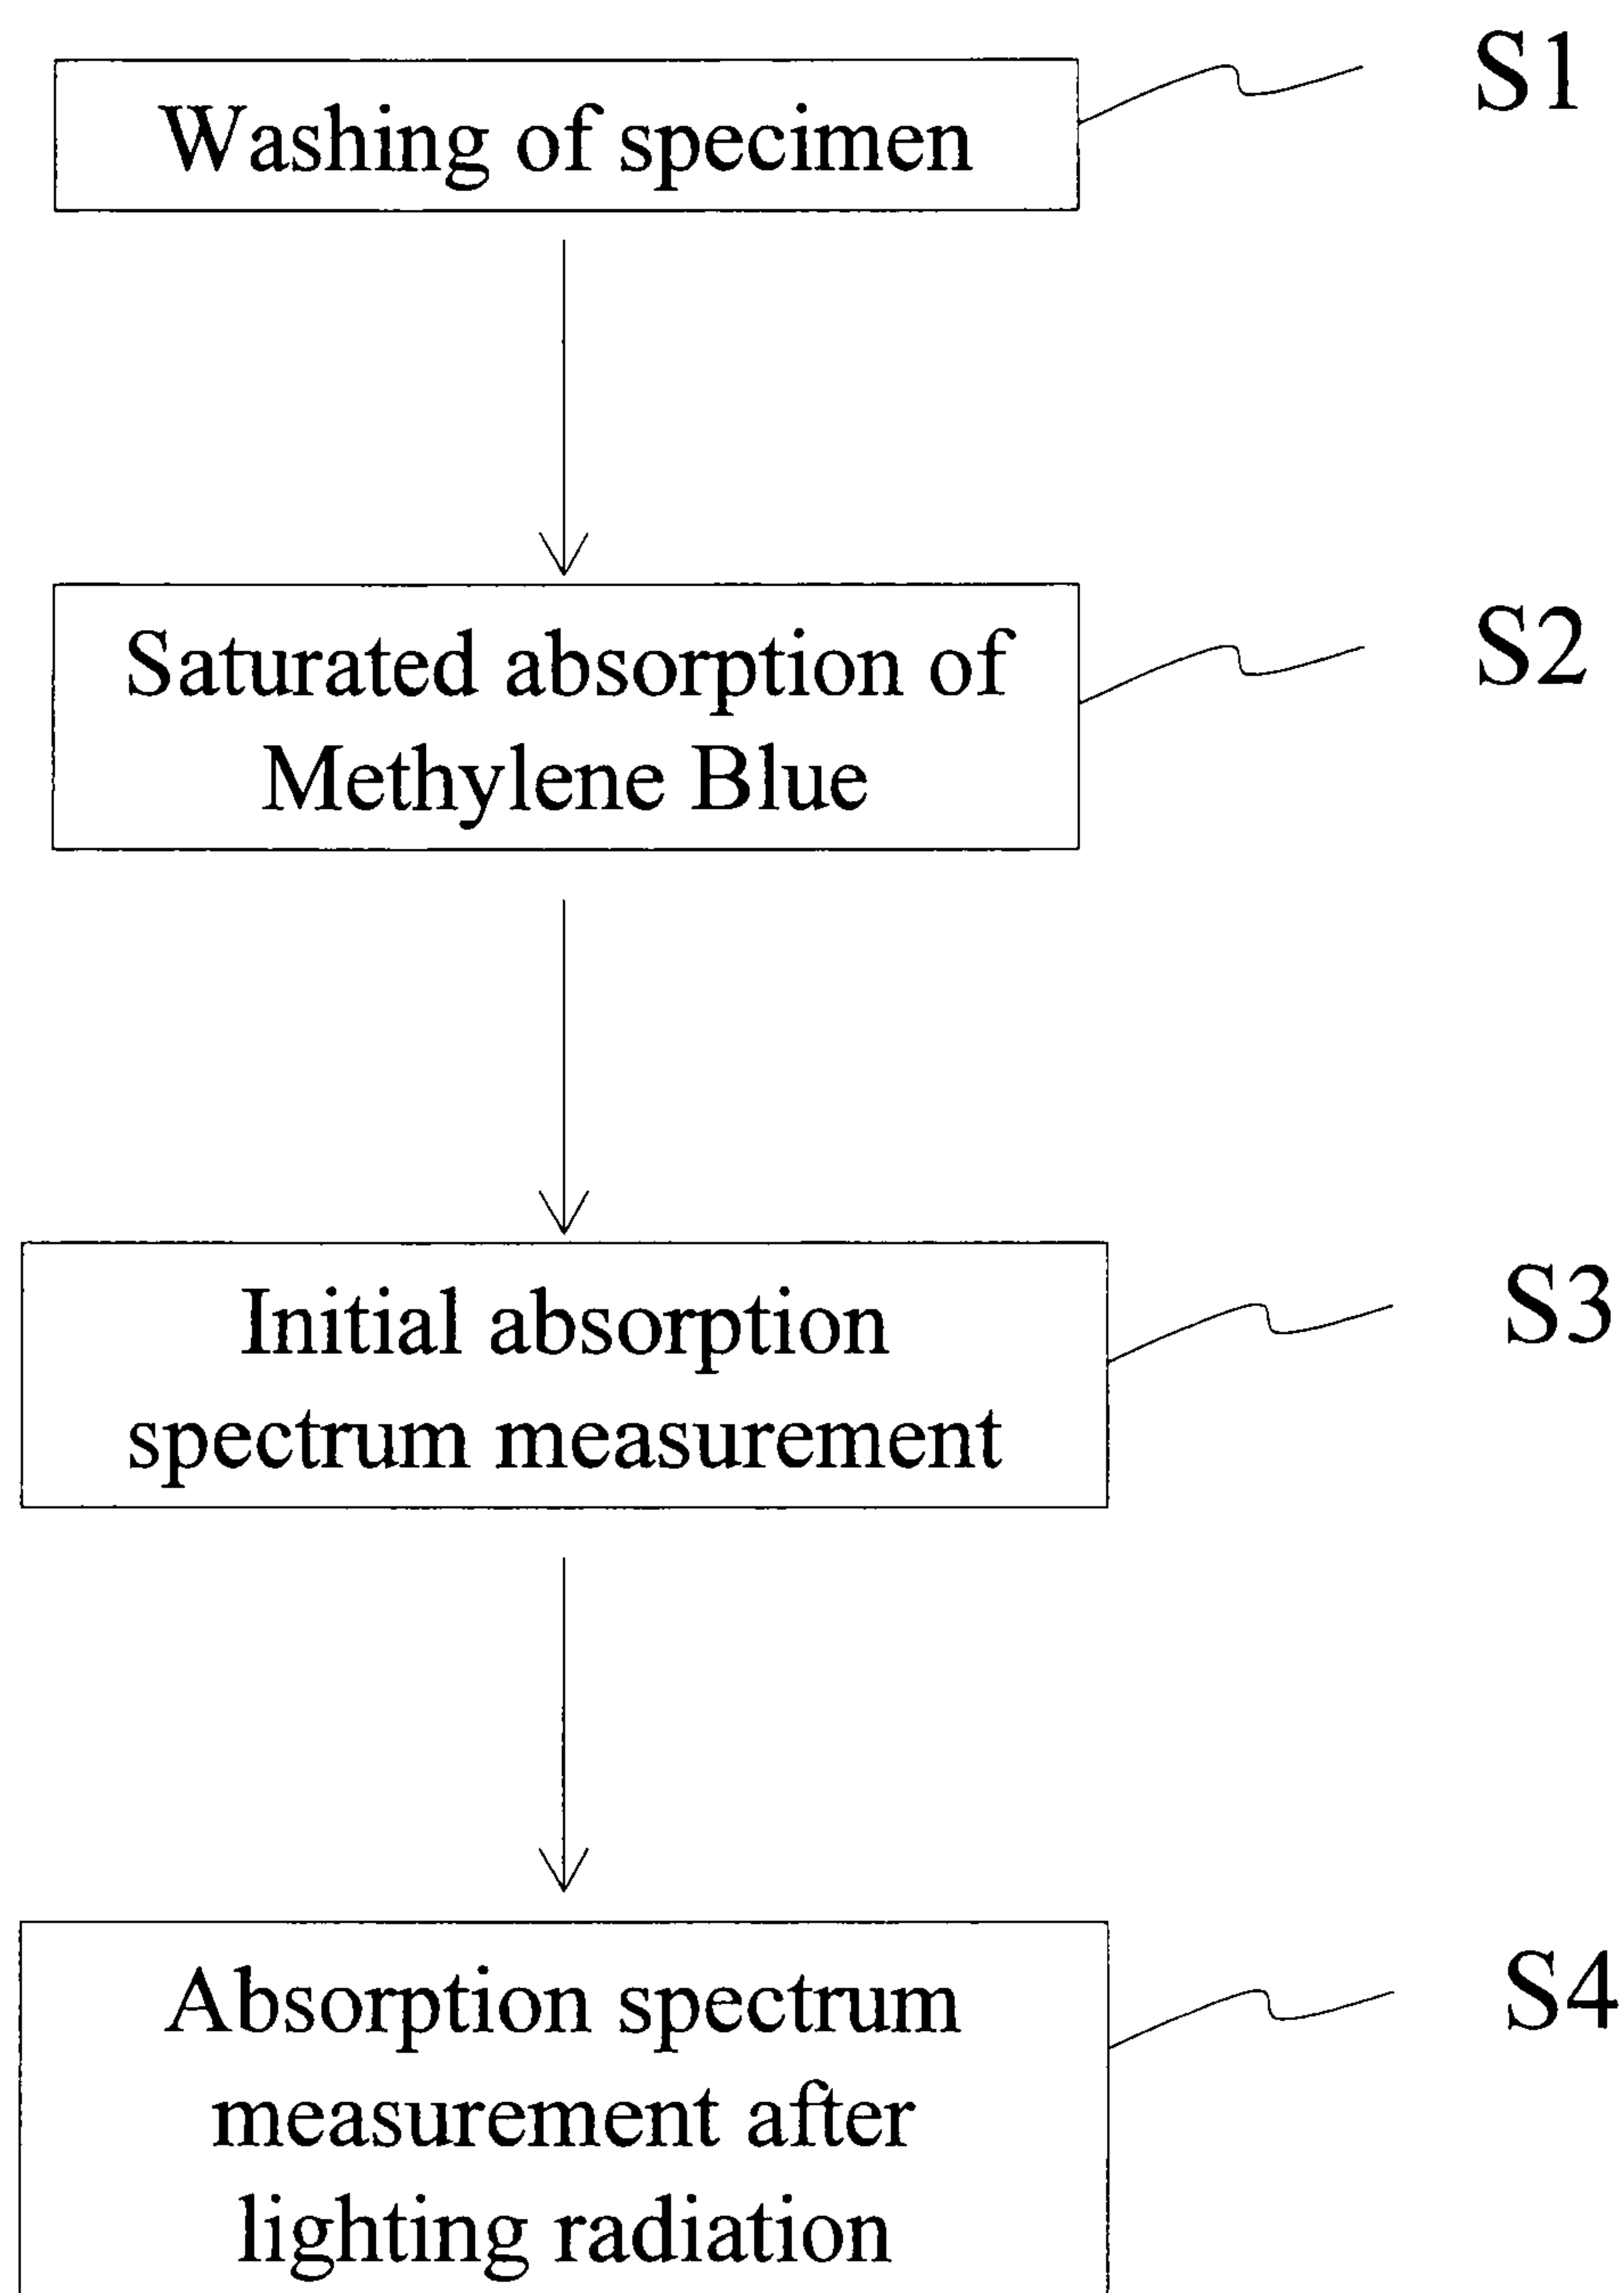 Washing of specimen
S1
Saturated absorption of
Methylene Blue
S2
Initial absorption
spectrum measurement
S3
Absorption spectrum
measurement after
lighting radiation
S4